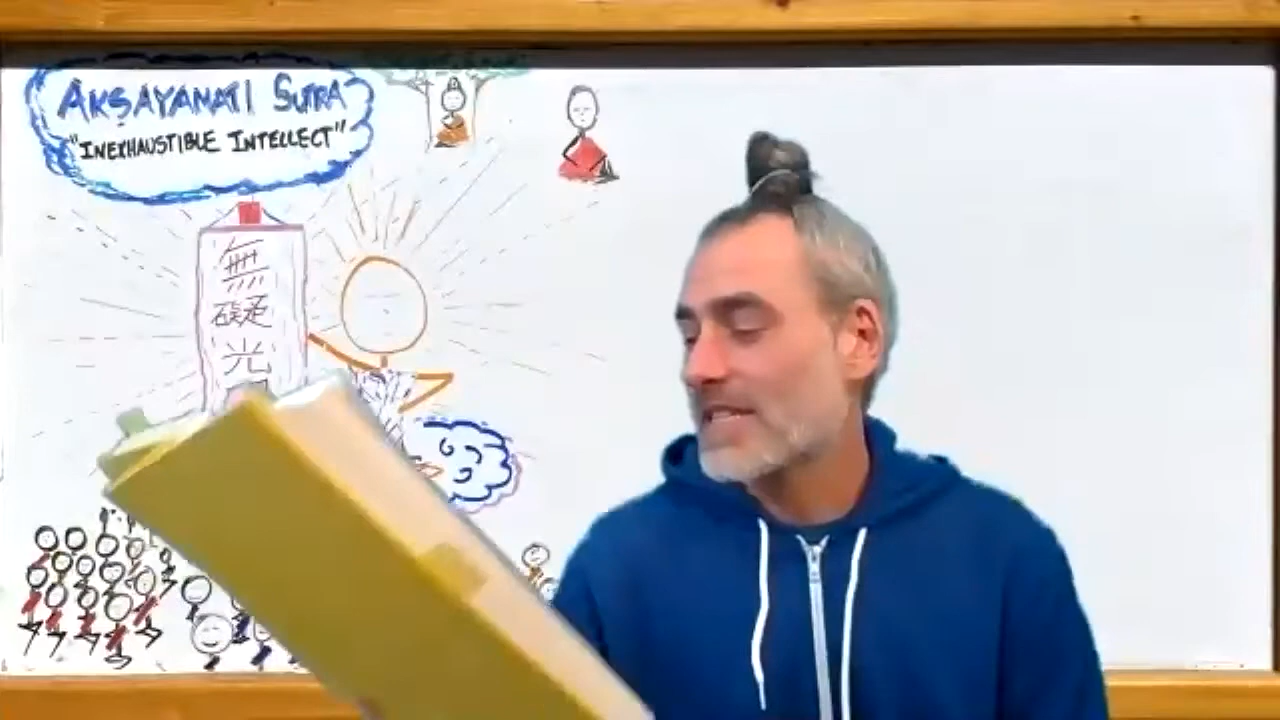 AKṢAYAMATI SUTRA
"INEXHAUSTIBLE INTELLECT"
無礙光